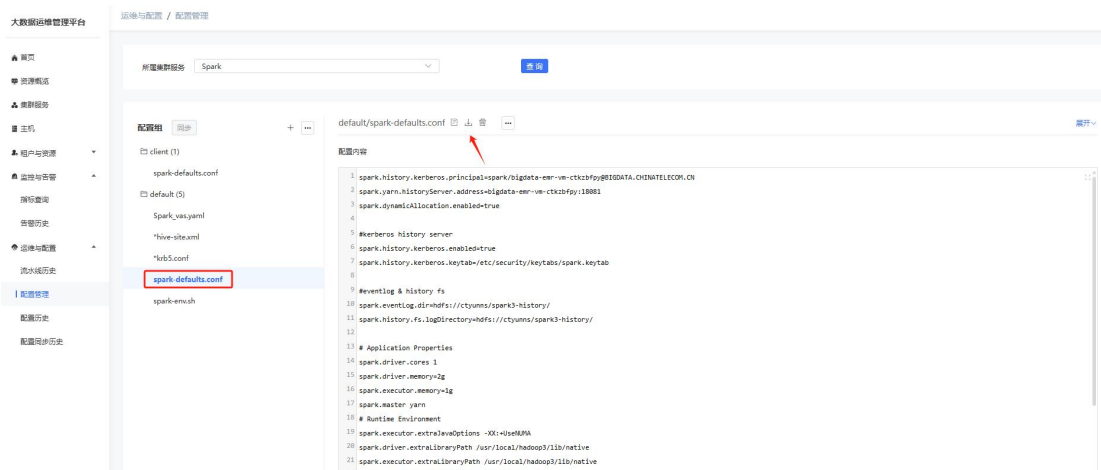 大数据运维管理平台
运维与配置 / 配置管理
首页
资源概览
集群服务
主机
租户与资源
监控与告警
指标查询
告警历史
运维与配置
流水线历史
配置管理
配置历史
配置同步历史
所属集群服务 Spark 查询
配置组 同步 + ...
client (1)
spark-defaults.conf
default (5)
Spark_vas.yaml
*hive-site.xml
*krb5.conf
spark-defaults.conf
spark-env.sh
default/spark-defaults.conf ... 展开
配置内容
1 spark.history.kerberos.principal=spark/bigdata-emr-vm-ctkzbfpy@BIGDATA.CHINATELECOM.CN
2 spark.yarn.historyServer.address=bigdata-emr-vm-ctkzbfpy:18081
3 spark.dynamicAllocation.enabled=true
4
5 #kerberos history server
6 spark.history.kerberos.enabled=true
7 spark.history.kerberos.keytab=/etc/security/keytabs/spark.keytab
8
9 #eventlog & history fs
10 spark.eventLog.dir=hdfs://ctyunns/spark3-history/
11 spark.history.fs.logDirectory=hdfs://ctyunns/spark3-history/
12
13 # Application Properties
14 spark.driver.cores 1
15 spark.driver.memory=2g
16 spark.executor.memory=1g
17 spark.master yarn
18 # Runtime Environment
19 spark.executor.extraJavaOptions -XX:+UseNUMA
20 spark.driver.extraLibraryPath /usr/local/hadoop3/lib/native
21 spark.executor.extraLibraryPath /usr/local/hadoop3/lib/native